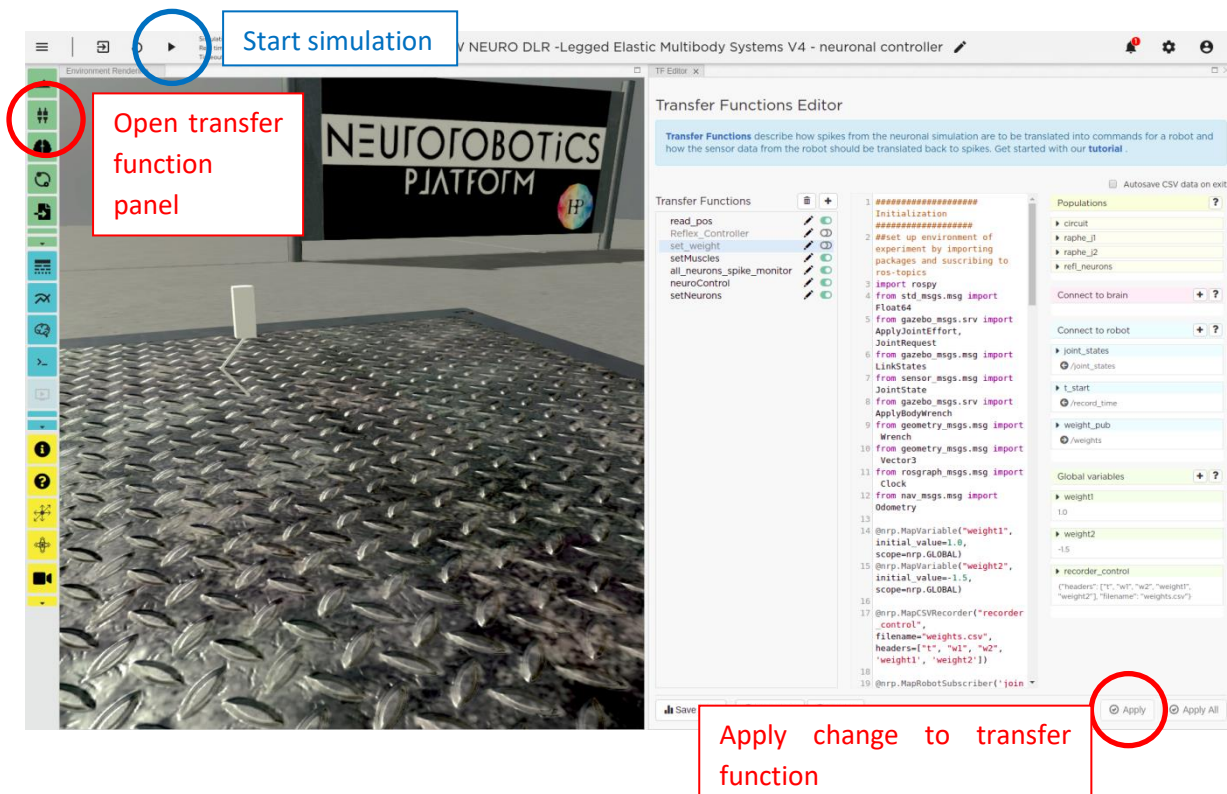 Start simulation
NEURO DLR -Legged Elastic Multibody Systems V4 - neuronal controller
1
Environment Rendering
TF Editor x
Open transfer
function
panel
NEUROROBOTICS
PLATFORM
HP
Transfer Functions Editor
Transfer Functions describe how spikes from the neuronal simulation are to be translated into commands for a robot and
how the sensor data from the robot should be translated back to spikes. Get started with our tutorial .
Autosave CSV data on exit
Transfer Functions
read_pos
Reflex_Controller
set_weight
setMuscles
all_neurons_spike_monitor
neuroControl
setNeurons
1 ####################
Initialization
###################
2 ##set up environment of
experiment by importing
packages and suscribing to
ros-topics
3 import rospy
4 from std_msgs.msg import
Float64
5 from gazebo_msgs.srv import
ApplyJointEffort,
JointRequest
6 from gazebo_msgs.msg import
LinkStates
7 from sensor_msgs.msg import
JointState
8 from gazebo_msgs.srv import
ApplyBodyWrench
9 from geometry_msgs.msg import
Wrench
10 from geometry_msgs.msg import
Vector3
11 from rosgraph_msgs.msg import
Clock
12 from nav_msgs.msg import
Odometry
13
14 @nrp.MapVariable("weight1",
initial_value=1.0,
scope=nrp.GLOBAL)
15 @nrp.MapVariable("weight2",
initial_value=-1.5,
scope=nrp.GLOBAL)
16
17 @nrp.MapCSVRecorder("recorder
_control",
filename="weights.csv",
headers=["t", "w1", "w2",
'weight1', 'weight2'])
18
19 @nrp.MapRobotSubscriber('join
Populations ?
circuit
raphe_j1
raphe_j2
refl_neurons
Connect to brain + ?
Connect to robot + ?
joint_states
/joint_states
t_start
/record_time
weight_pub
/weights
Global variables + ?
weight1
1.0
weight2
-1.5
recorder_control
{"headers": ["t", "w1", "w2", "weight1",
"weight2"], "filename": "weights.csv"}
Save
Apply
Apply All
Apply change to transfer
function